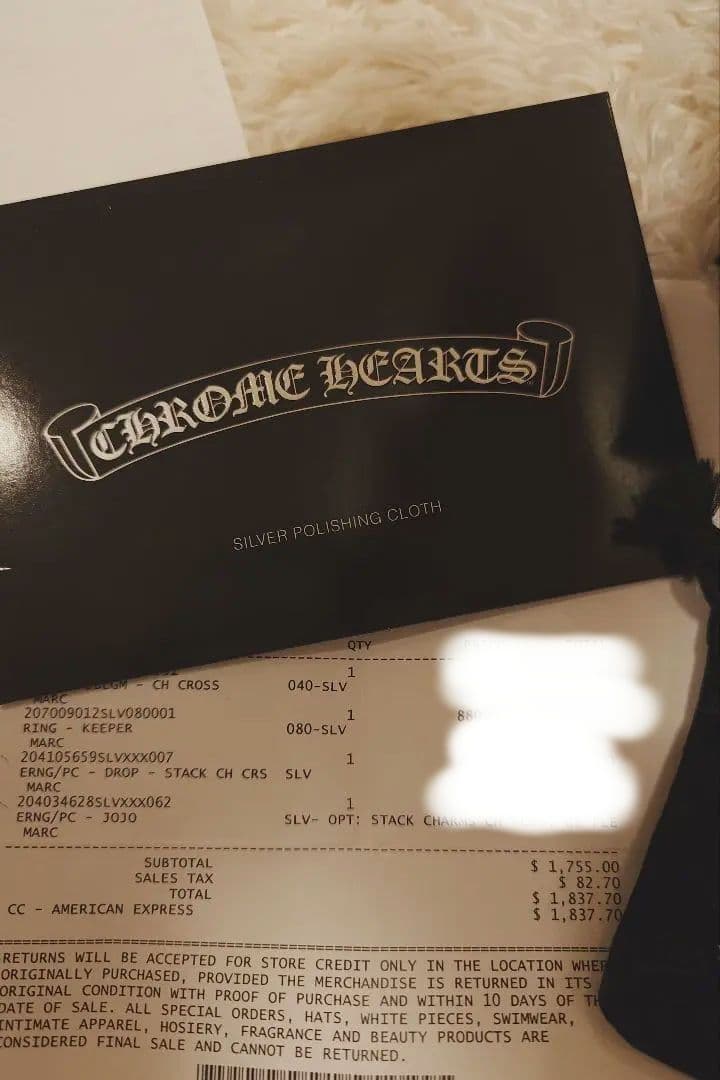 CHROME HEARTS
SILVER POLISHING CLOTH
QTY
1
CH CROSS 040-SLV
MARC
207009012SLV080001 1
RING - KEEPER 080-SLV
MARC
204105659SLVXXX007 1
ERNG/PC - DROP - STACK CH CRS SLV
MARC
204034628SLVXXX062 1
ERNG/PC - JOJO SLV- OPT: STACK
MARC
SUBTOTAL $ 1,755.00
SALES TAX $ 82.70
TOTAL $ 1,837.70
CC - AMERICAN EXPRESS $ 1,837.70
RETURNS WILL BE ACCEPTED FOR STORE CREDIT ONLY IN THE LOCATION WHER
ORIGINALLY PURCHASED, PROVIDED THE MERCHANDISE IS RETURNED IN ITS
ORIGINAL CONDITION WITH PROOF OF PURCHASE AND WITHIN 10 DAYS OF TH
DATE OF SALE. ALL SPECIAL ORDERS, HATS, WHITE PIECES, SWIMWEAR,
INTIMATE APPAREL, HOSIERY, FRAGRANCE AND BEAUTY PRODUCTS ARE
CONSIDERED FINAL SALE AND CANNOT BE RETURNED.